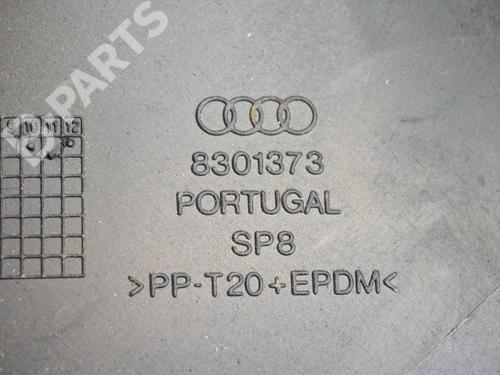 B-PARTS
9 10 11 12
8301373
PORTUGAL
SP8
>PP-T20+EPDM<